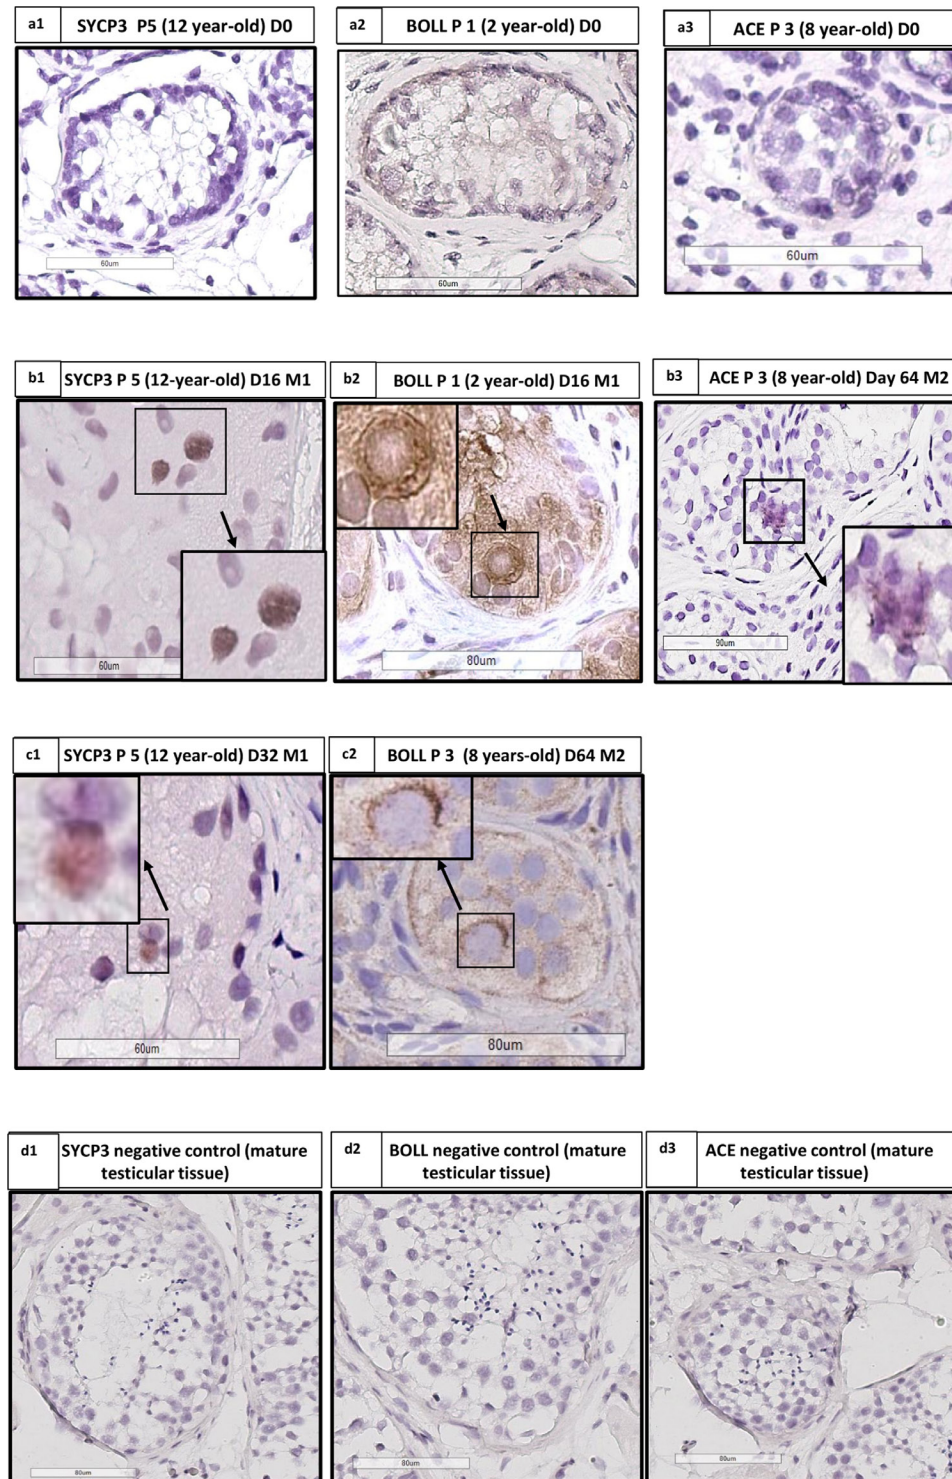 a1 SYCP3 P5 (12 year-old) D0
a2 BOLL P 1 (2 year-old) D0
a3 ACE P 3 (8 year-old) D0
60um
60um
60um
b1 SYCP3 P 5 (12-year-old) D16 M1
b2 BOLL P 1 (2 year-old) D16 M1
b3 ACE P 3 (8 year-old) Day 64 M2
60um
80um
90um
c1 SYCP3 P 5 (12 year-old) D32 M1
c2 BOLL P 3 (8 years-old) D64 M2
60um
80um
d1 SYCP3 negative control (mature
testicular tissue)
d2 BOLL negative control (mature
testicular tissue)
d3 ACE negative control (mature
testicular tissue)
80um
80um
80um